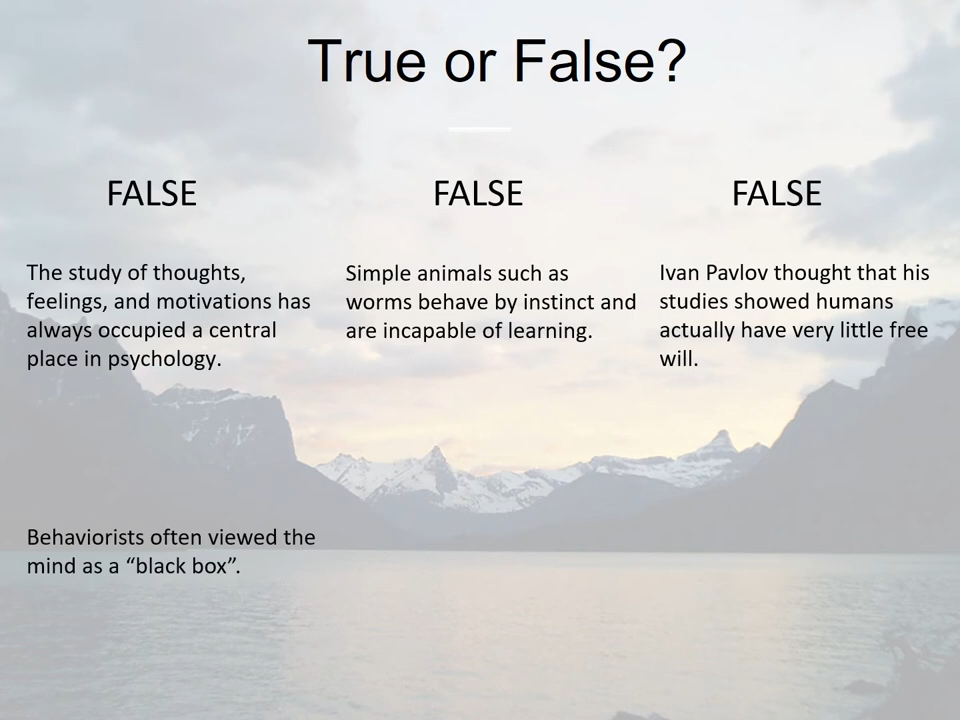 True or False?
FALSE
FALSE
FALSE
The study of thoughts,
feelings, and motivations has
always occupied a central
place in psychology.
Simple animals such as
worms behave by instinct and
are incapable of learning.
Ivan Pavlov thought that his
studies showed humans
actually have very little free
will.
Behaviorists often viewed the
mind as a “black box”.